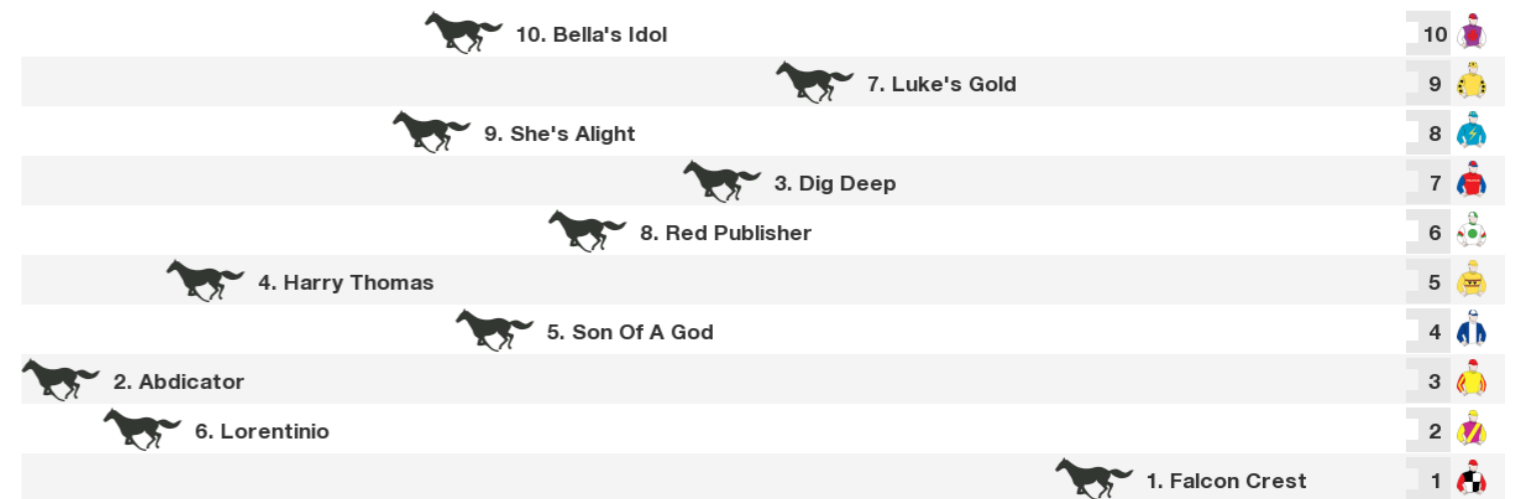 10. Bella's Idol 10
7. Luke's Gold 9
9. She's Alight 8
3. Dig Deep 7
8. Red Publisher 6
4. Harry Thomas 5
5. Son Of A God 4
2. Abdicator 3
6. Lorentinio 2
1. Falcon Crest 1